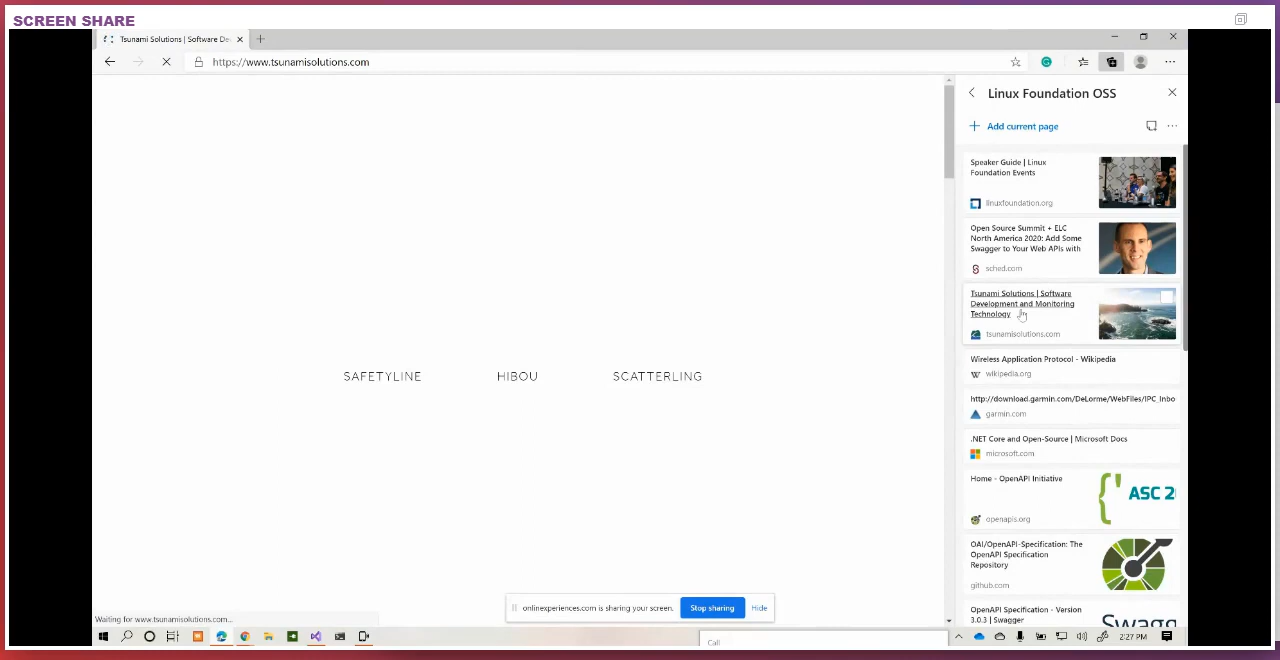 SCREEN SHARE
Tsunami Solutions | Software De
https://www.tsunamisolutions.com
Linux Foundation OSS
Add current page
Speaker Guide | Linux
Foundation Events
linuxfoundation.org
Open Source Summit + ELC
North America 2020: Add Some
Swagger to Your Web APIs with
sched.com
Tsunami Solutions | Software
Development and Monitoring
Technology
tsunamisolutions.com
SAFETYLINE
HIBOU
SCATTERLING
Wireless Application Protocol - Wikipedia
wikipedia.org
http://download.garmin.com/DeLorme/WebFiles/IPC_Inbo
garmin.com
.NET Core and Open-Source | Microsoft Docs
microsoft.com
Home - OpenAPI Initiative
ASC 2
openapis.org
OAI/OpenAPI-Specification: The
OpenAPI Specification
Repository
github.com
OpenAPI Specification - Version
3.0.3 | Swagger
Swagg
onlinexperiences.com is sharing your screen.
Stop sharing
Hide
Waiting for www.tsunamisolutions.com...
Call
2:27 PM